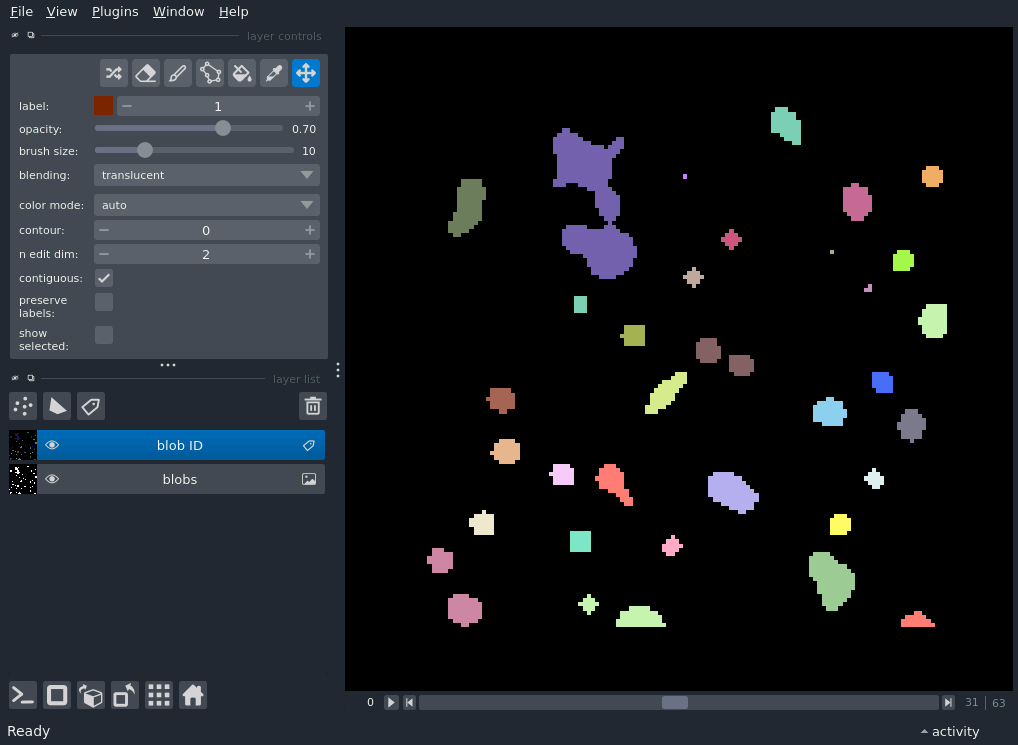 File View Plugins Window Help
layer controls
label: 1
opacity: 0.70
brush size: 10
blending: translucent
color mode: auto
contour: 0
n edit dim: 2
contiguous:
preserve
labels:
show
selected:
layer list
blob ID
blobs
0 31 | 63
Ready activity